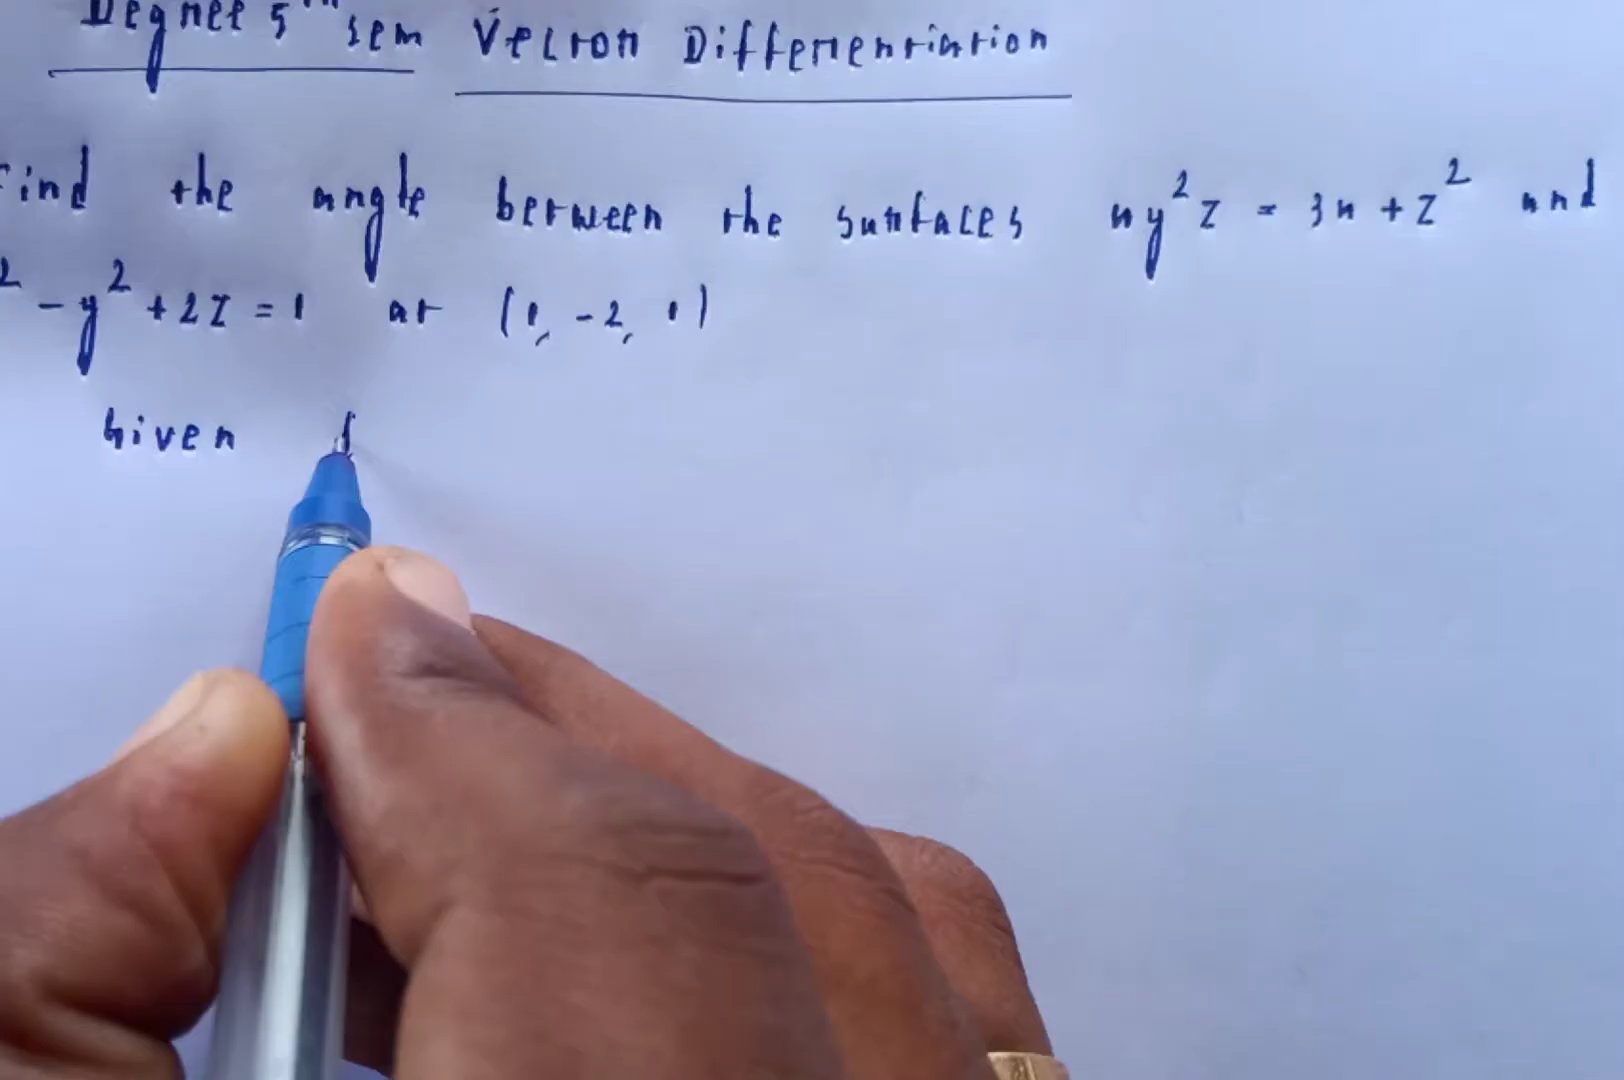 Degree 5th sem Vector Differentiation
Find the angle between the surfaces xy²z = 3x + z² and
² - y² + 2z = 1 at (1, -2, 1)
Given